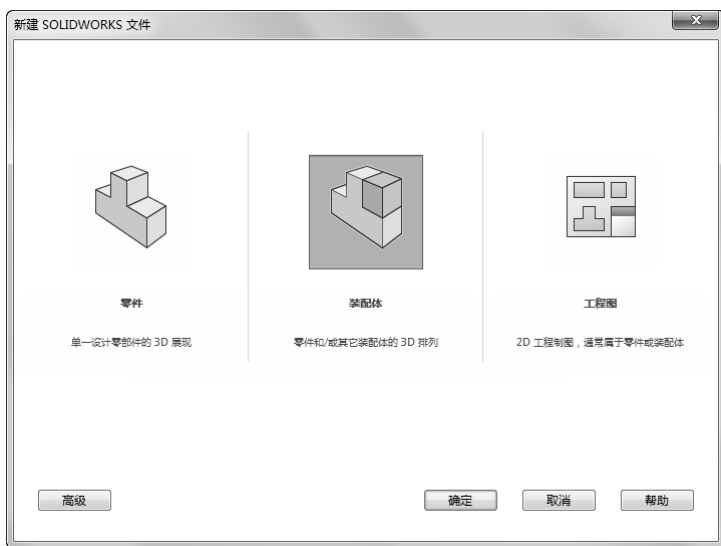 新建 SOLIDWORKS 文件
零件
装配体
工程图
单一设计零部件的 3D 展现
零件和/或其它装配体的 3D 排列
2D 工程制图，通常属于零件或装配体
高级
确定
取消
帮助